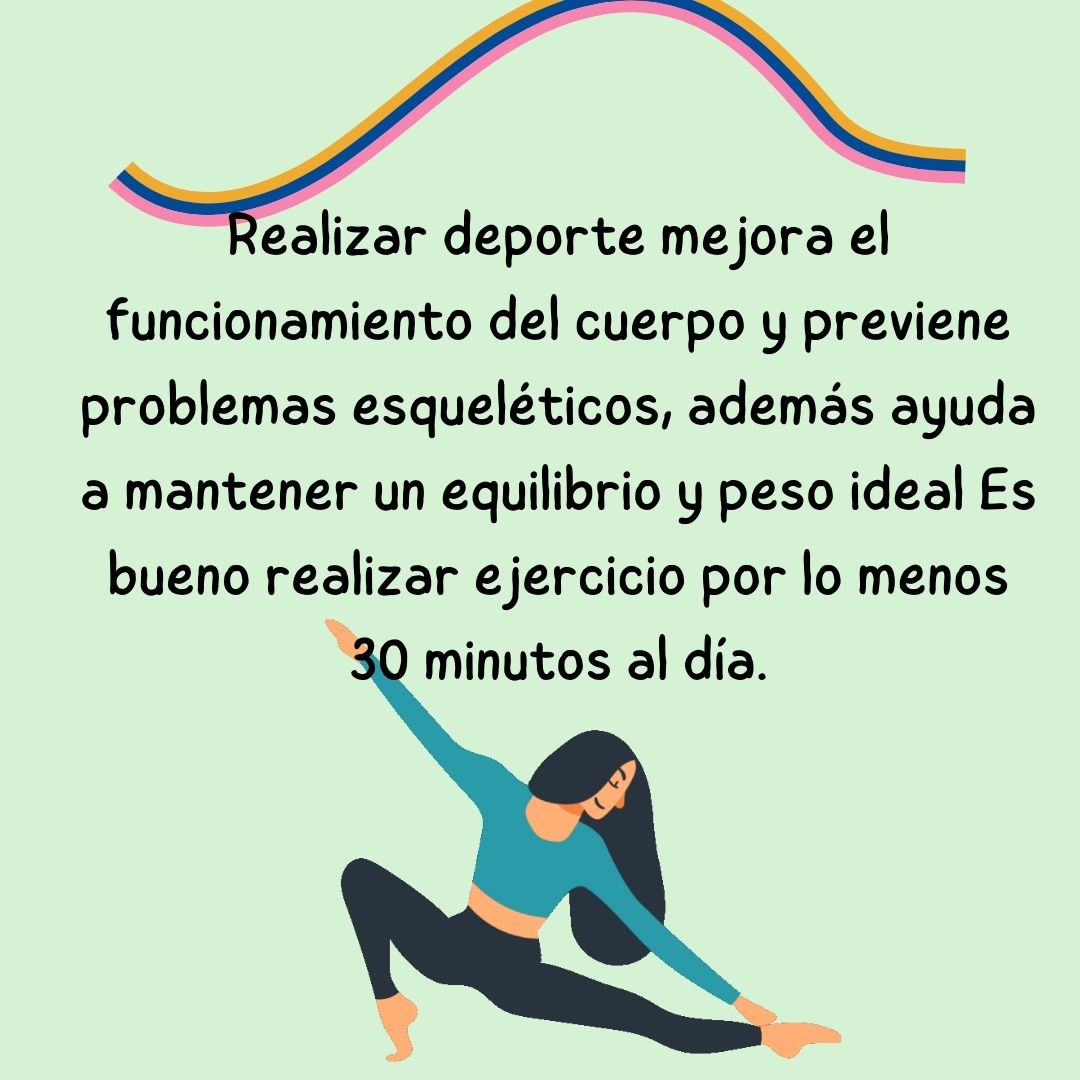 Realizar deporte mejora el
funcionamiento del cuerpo y previene
problemas esqueléticos, además ayuda
a mantener un equilibrio y peso ideal Es
bueno realizar ejercicio por lo menos
30 minutos al día.